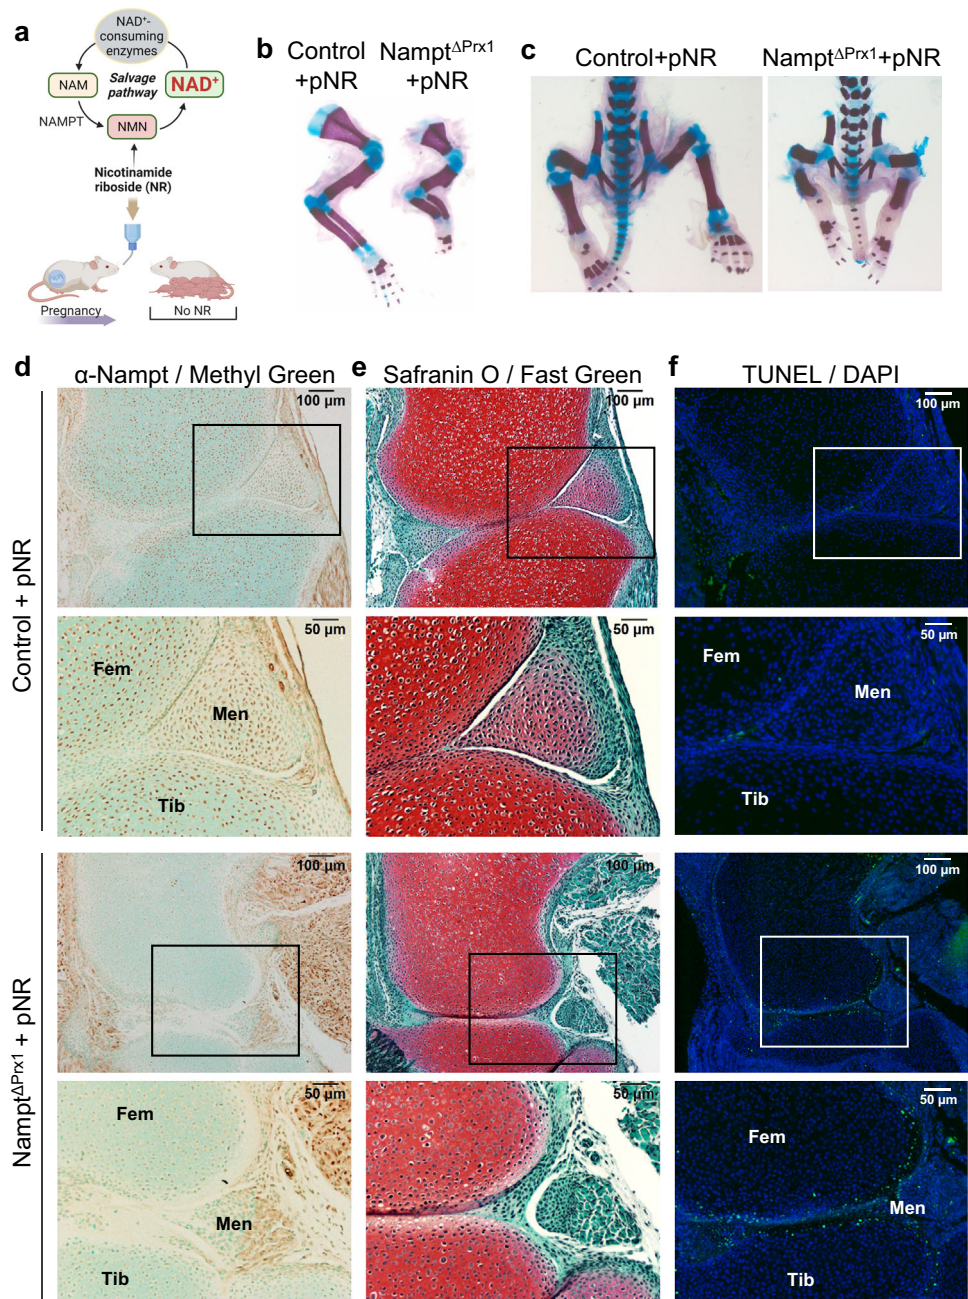 a
NAD⁺-
consuming
enzymes
NAM
Salvage
pathway
NAD⁺
NAMPT
NMN
Nicotinamide
riboside (NR)
Pregnancy
No NR
b
Control
+pNR
Nampt^ΔPrx1
+pNR
c
Control+pNR
Nampt^ΔPrx1+pNR
d
α-Nampt / Methyl Green
e
Safranin O / Fast Green
f
TUNEL / DAPI
Control + pNR
100 µm
100 µm
100 µm
50 µm
Fem
Men
Tib
50 µm
50 µm
Fem
Men
Tib
Nampt^ΔPrx1 + pNR
100 µm
100 µm
100 µm
50 µm
Fem
Men
Tib
50 µm
50 µm
Fem
Men
Tib